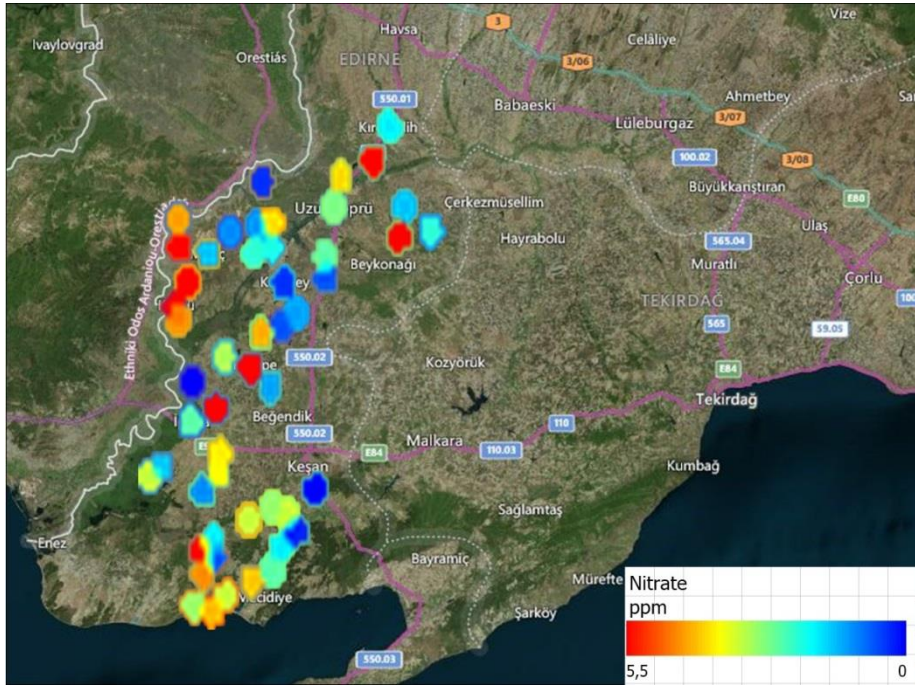 Vize
Ivaylovgrad
Havsa
3
Celâliye
Orestiás
EDIRNE
3/06
550.01
Babaeski
Ahmetbey
Lüleburgaz
3/07
100.02
3/08
Büyükkarıştıran
E80
Çerkezmüsellim
Ulaş
Hayrabolu
565.04
Beykonağı
Muratlı
Çorlu
TEKIRDAĞ
100
Ethniki Odos Ardaniou-Orestia
565
59.05
550.02
Kozyörük
E84
Tekirdağ
Beğendik
550.02
110
Malkara
E84
110.03
Keşan
Kumbağ
Sağlamtaş
Enez
Bayramiç
Mürefte
Şarköy
550.03
Nitrate
ppm
5,5 0